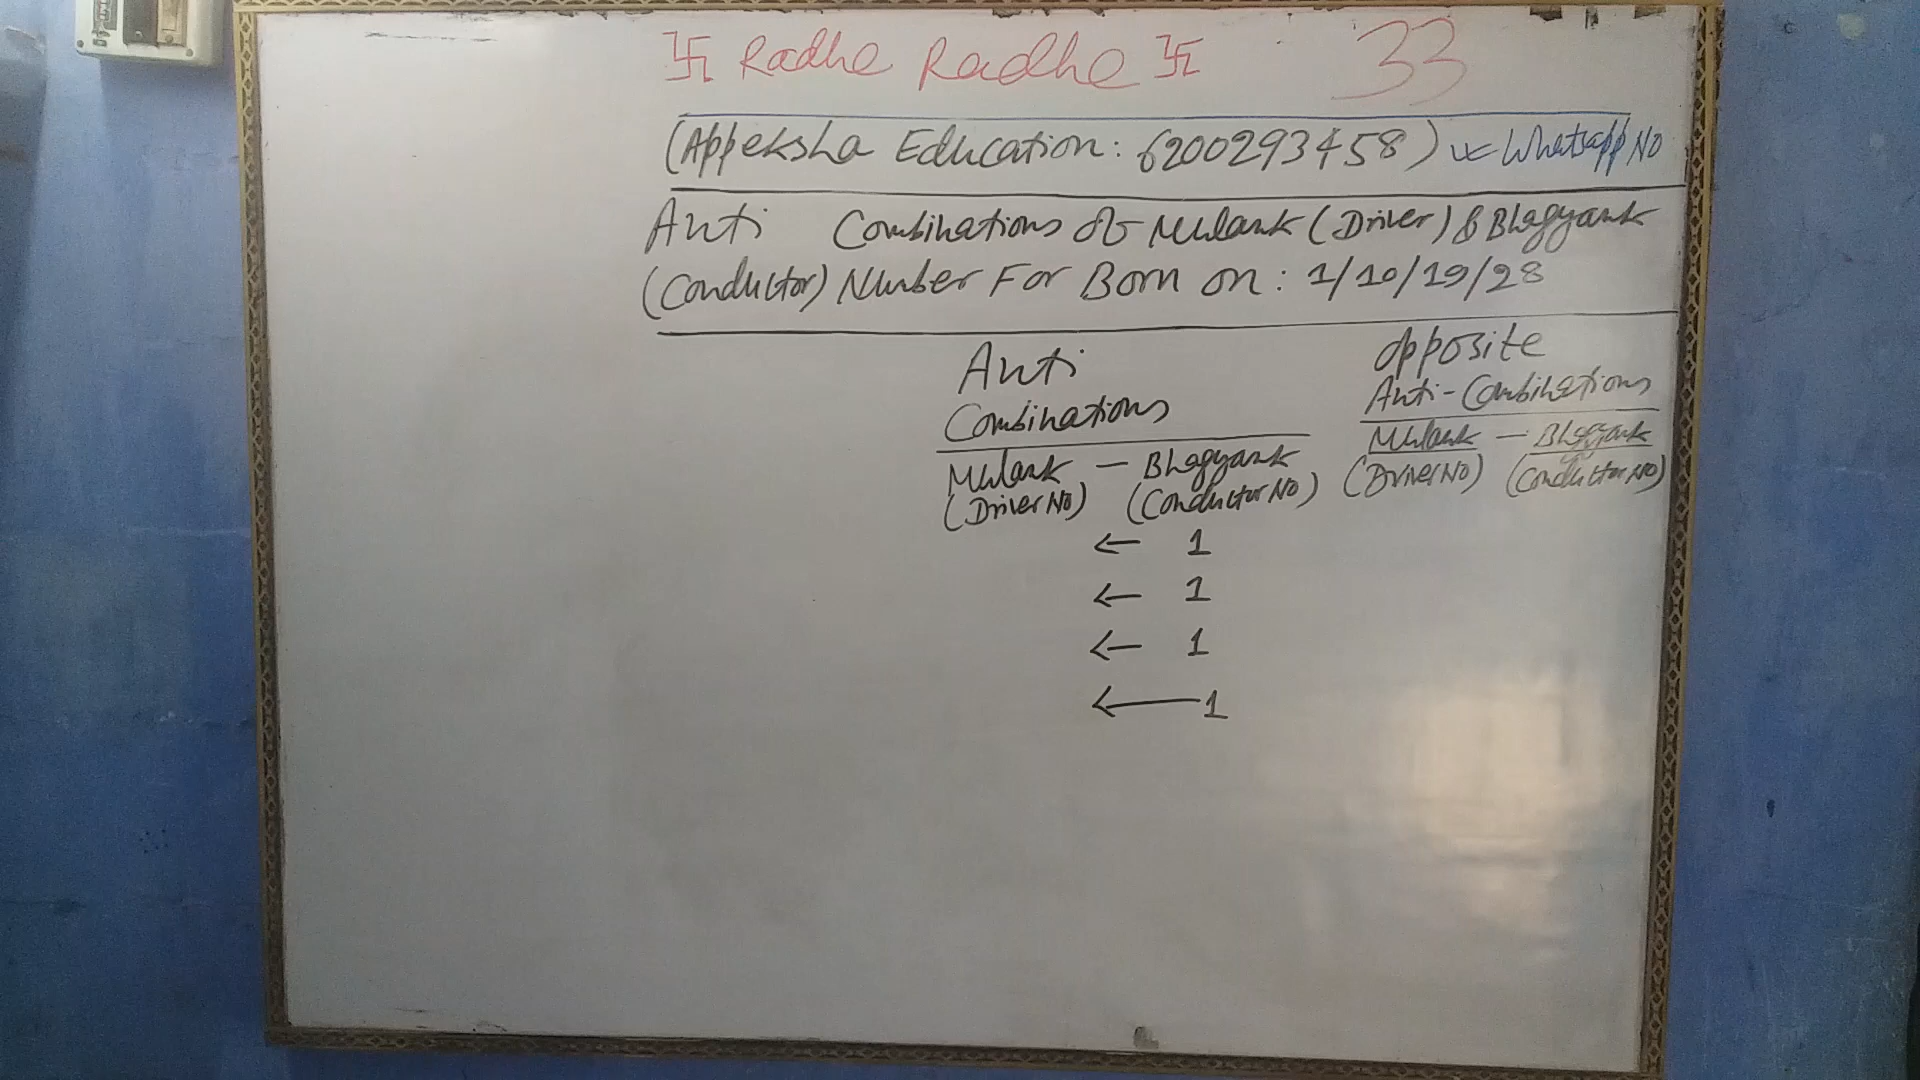 卐 Radhe Radhe 卐 33
(Appeksha Education: 6200293458) ← Whatsapp No
Anti Combinations of Mulank (Driver) & Bhagyank
(Conductor) Number For Born on: 1/10/19/28
Anti
Combinations
Mulank — Bhagyank
(Driver No) (Conductor No)
← 1
← 1
← 1
← 1
Opposite
Anti-Combinations
Mulank — Bhagyank
(Driver No) (Conductor No)